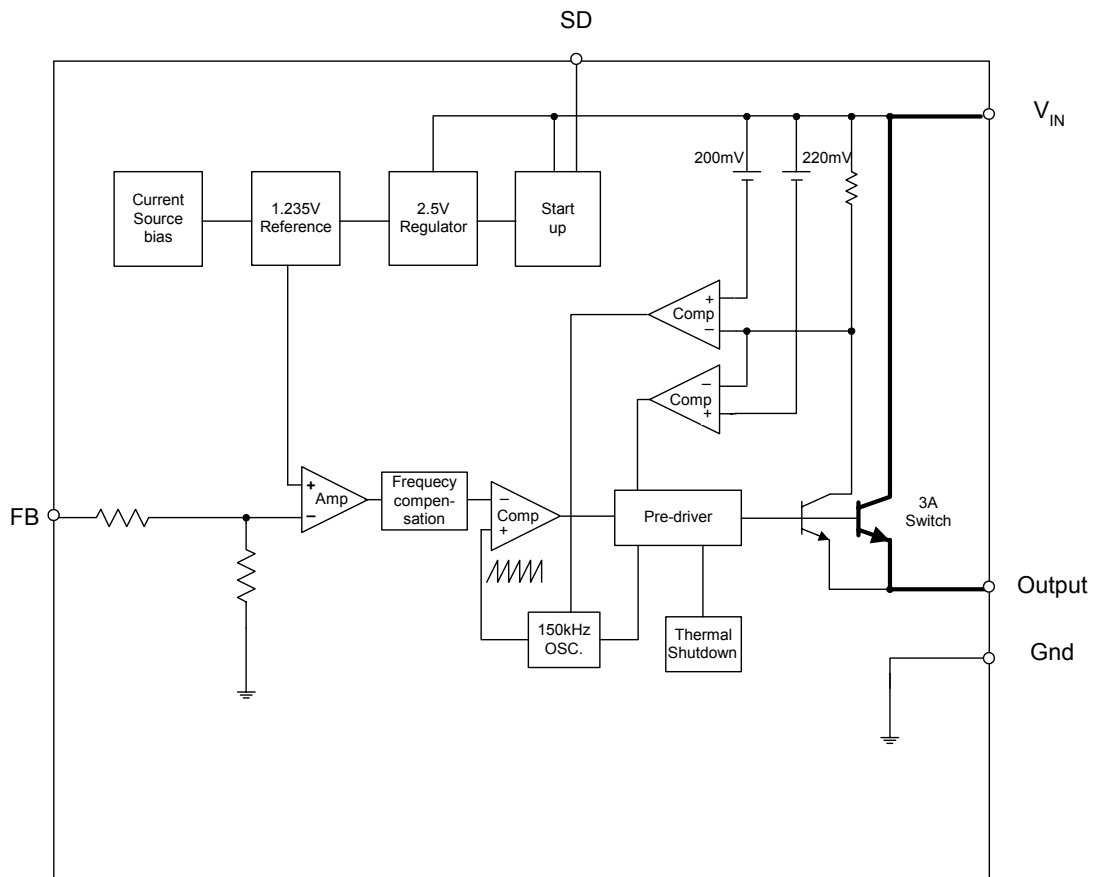 SD
V_IN
200mV
220mV
Current
Source
bias
1.235V
Reference
2.5V
Regulator
Start
up
+
Comp
−
−
Comp
+
FB
+
Amp
−
Frequecy
compen-
sation
−
Comp
+
Pre-driver
3A
Switch
150kHz
OSC.
Thermal
Shutdown
Output
Gnd